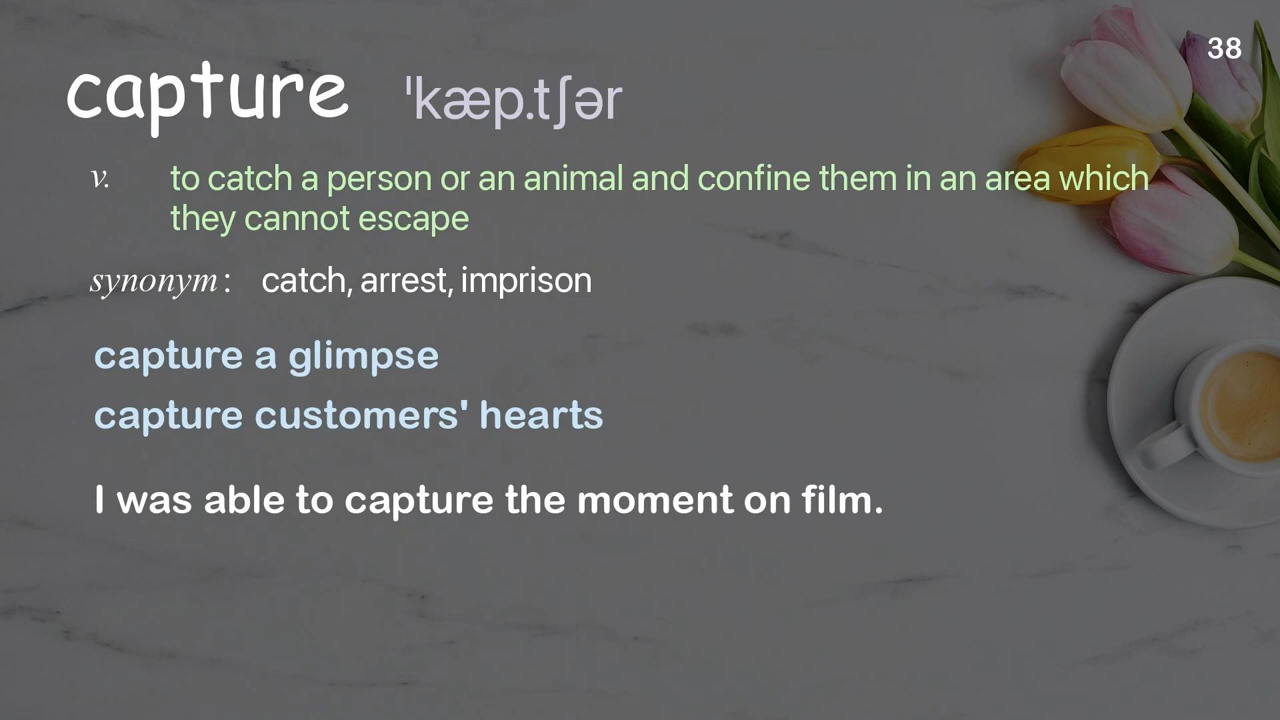 38
capture ˈkæp.tʃər
v. to catch a person or an animal and confine them in an area which
they cannot escape
synonym: catch, arrest, imprison
capture a glimpse
capture customers' hearts
I was able to capture the moment on film.